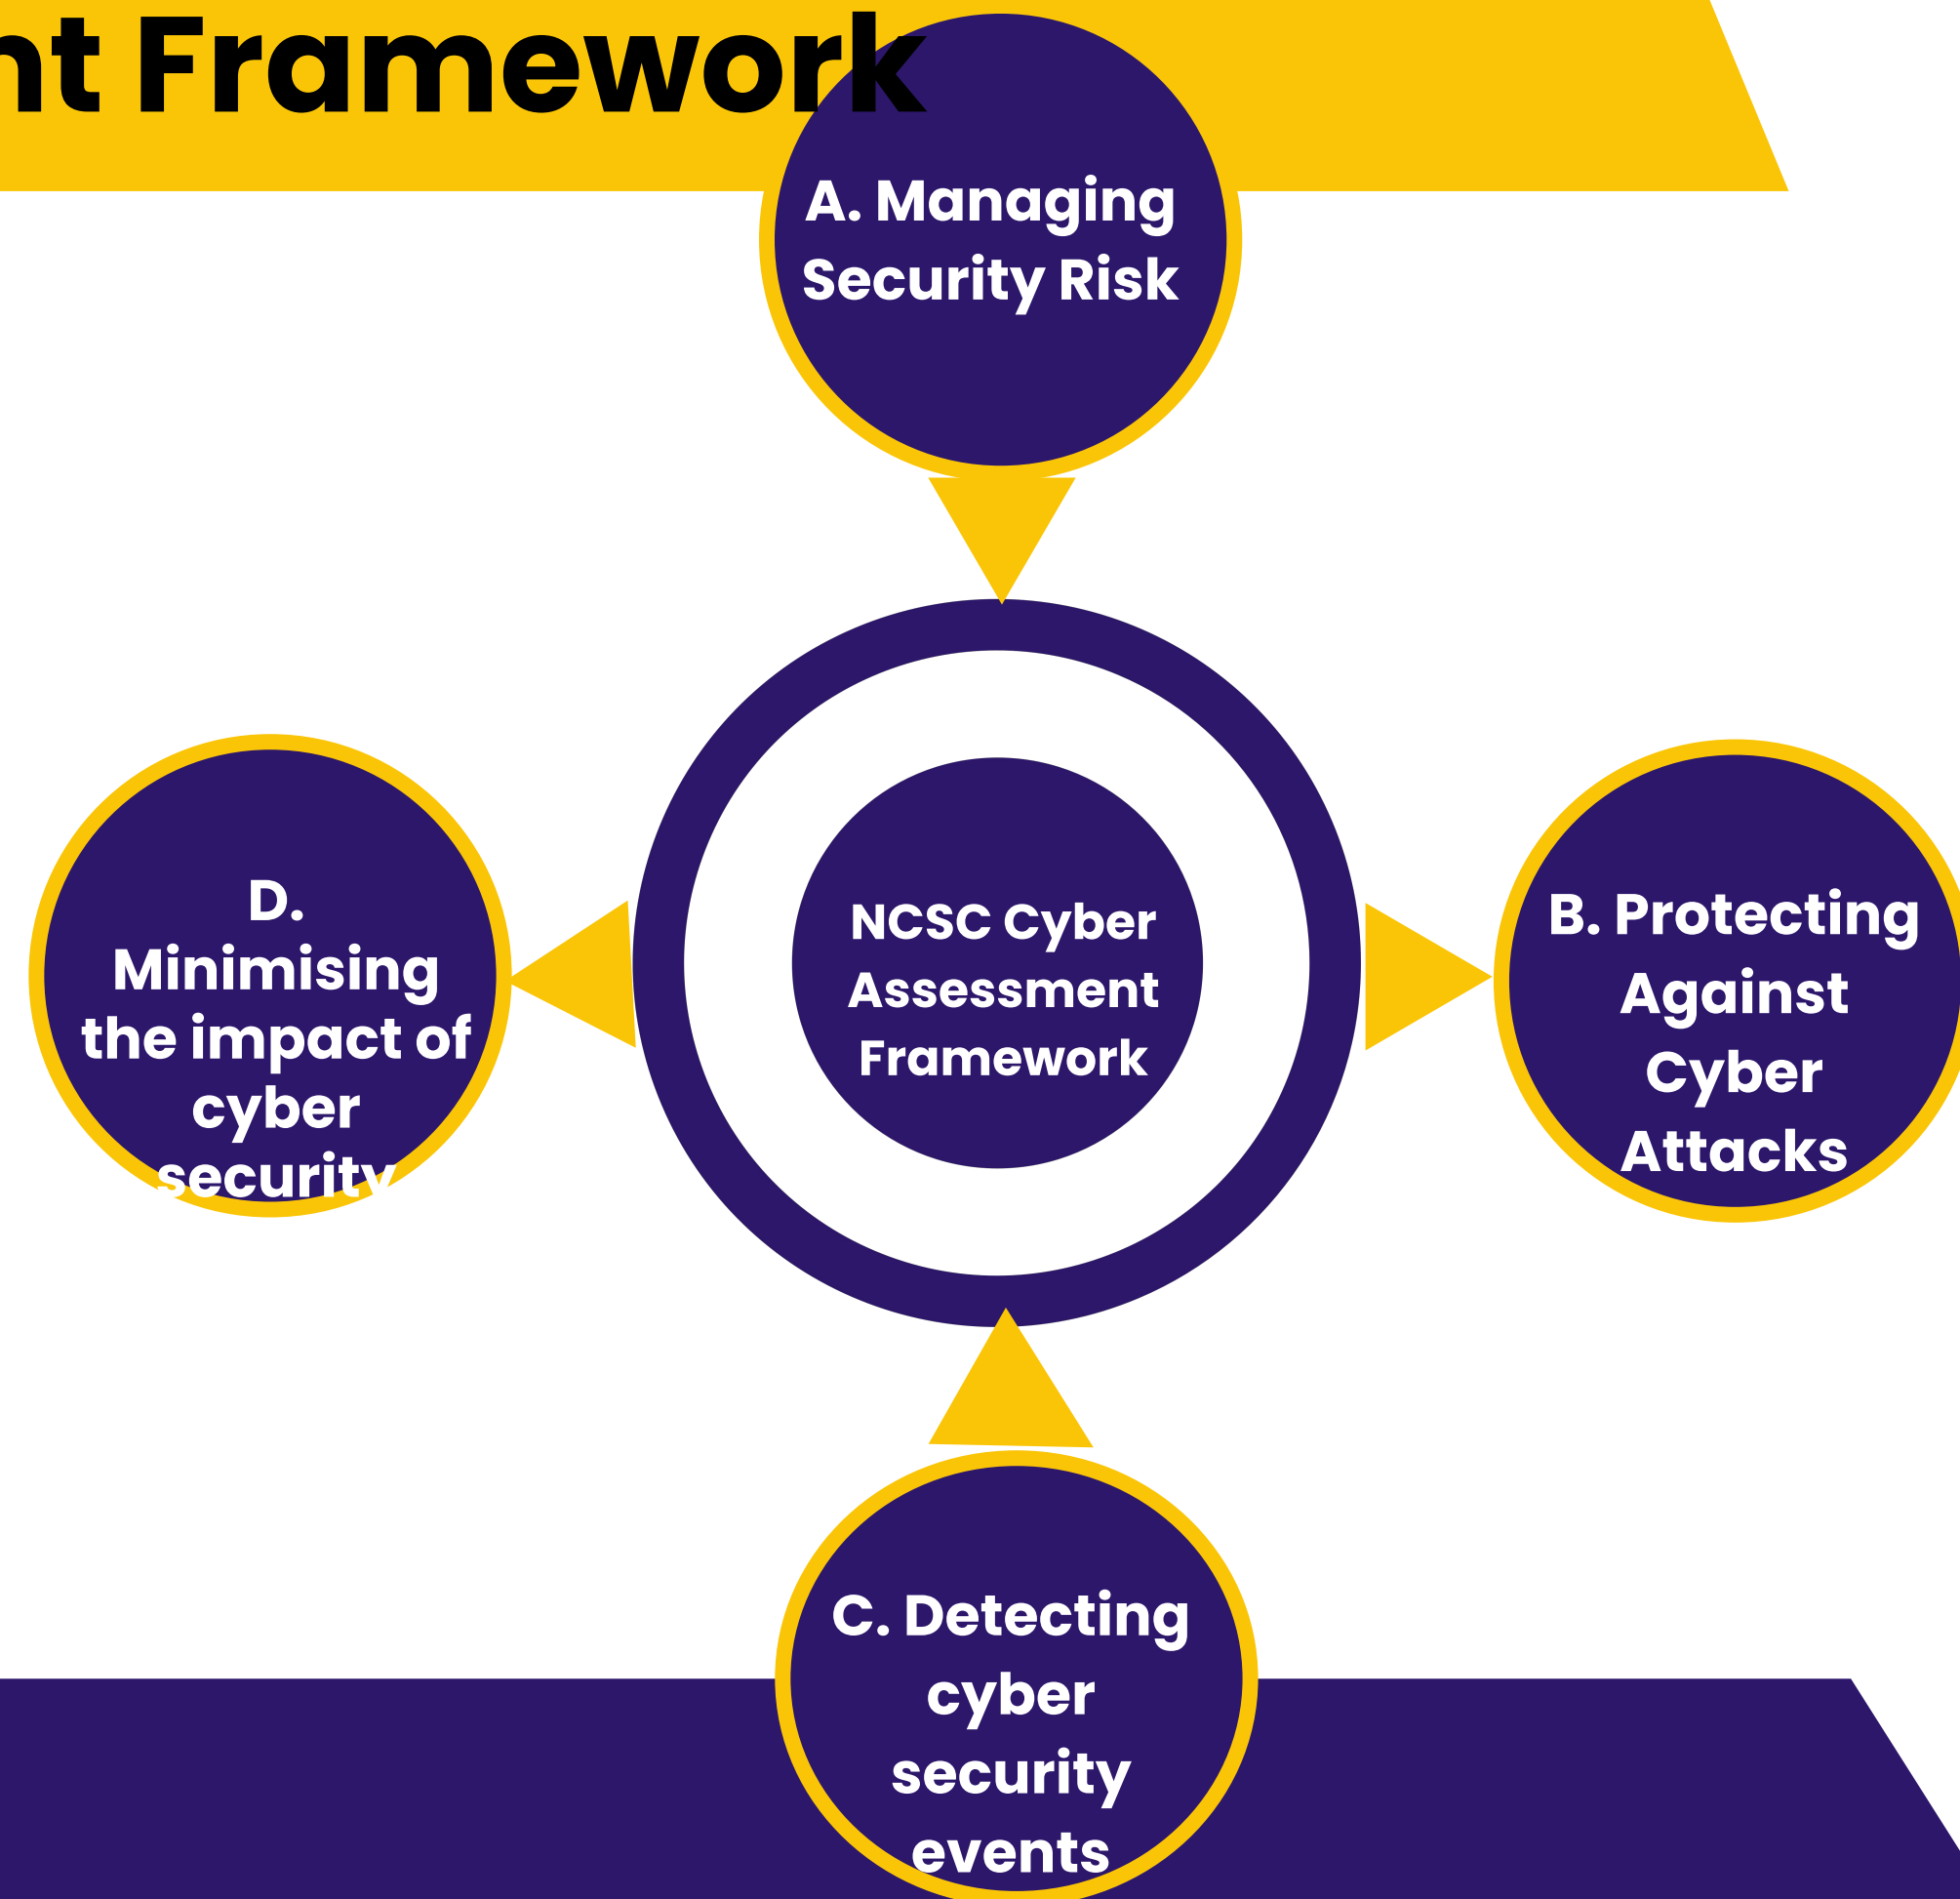 nt Framework
A. Managing
Security Risk
D.
Minimising
the impact of
cyber
security
NCSC Cyber
Assessment
Framework
B. Protecting
Against
Cyber
Attacks
C. Detecting
cyber
security
events